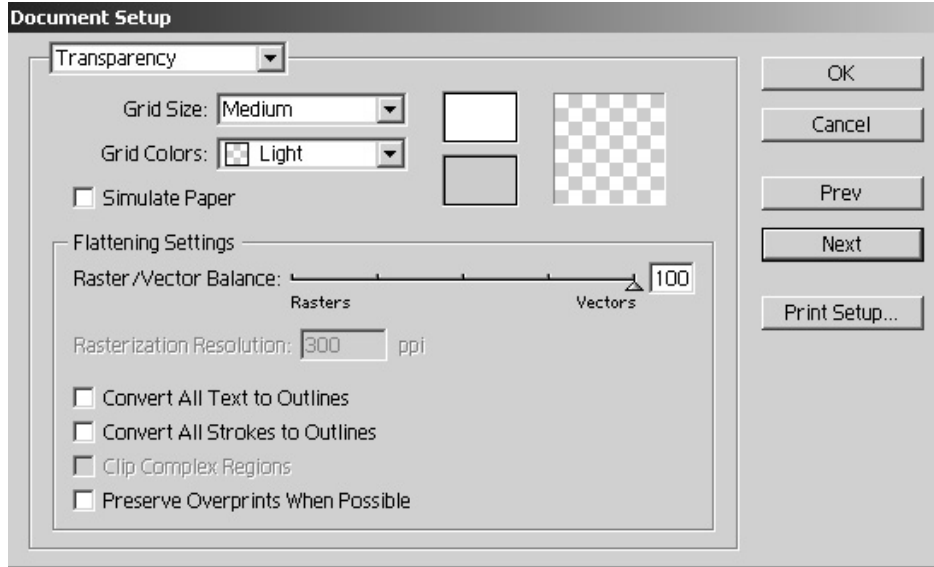 Document Setup
Transparency
OK
Grid Size: Medium
Cancel
Grid Colors: Light
Simulate Paper
Prev
Flattening Settings
Next
Raster/Vector Balance: 100
Rasters Vectors
Print Setup...
Rasterization Resolution: 300 ppi
Convert All Text to Outlines
Convert All Strokes to Outlines
Clip Complex Regions
Preserve Overprints When Possible